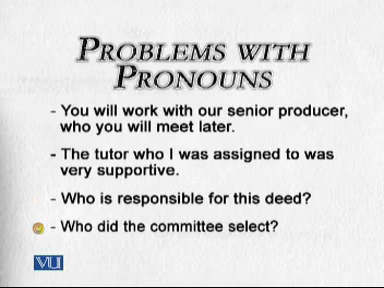 PROBLEMS WITH
PRONOUNS
- You will work with our senior producer,
who you will meet later.
- The tutor who I was assigned to was
very supportive.
- Who is responsible for this deed?
- Who did the committee select?
VU